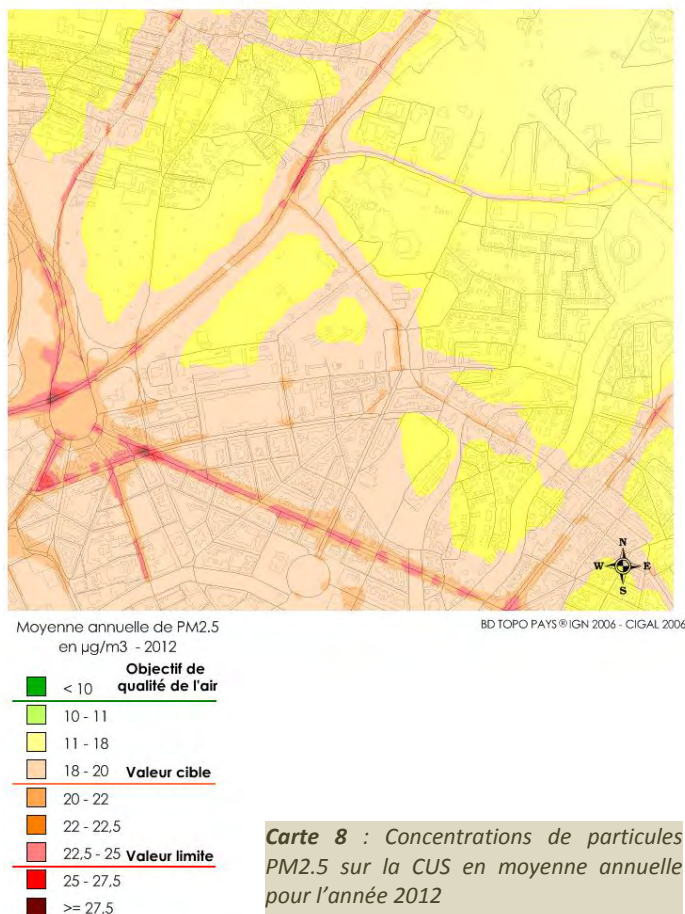 N
W E
S
BD TOPO PAYS ® IGN 2006 - CIGAL 2006
Moyenne annuelle de PM2.5
en µg/m3 - 2012
Objectif de
< 10 qualité de l'air
10 - 11
11 - 18
18 - 20 Valeur cible
20 - 22
22 - 22,5
22,5 - 25 Valeur limite
25 - 27,5
>= 27,5
Carte 8 : Concentrations de particules
PM2.5 sur la CUS en moyenne annuelle
pour l'année 2012